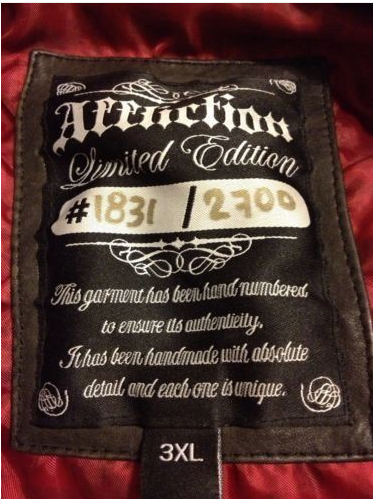 Affliction
Limited Edition
#1831 / 2700
This garment has been hand numbered
to ensure its authenticity.
It has been handmade with absolute
detail and each one is unique.
3XL